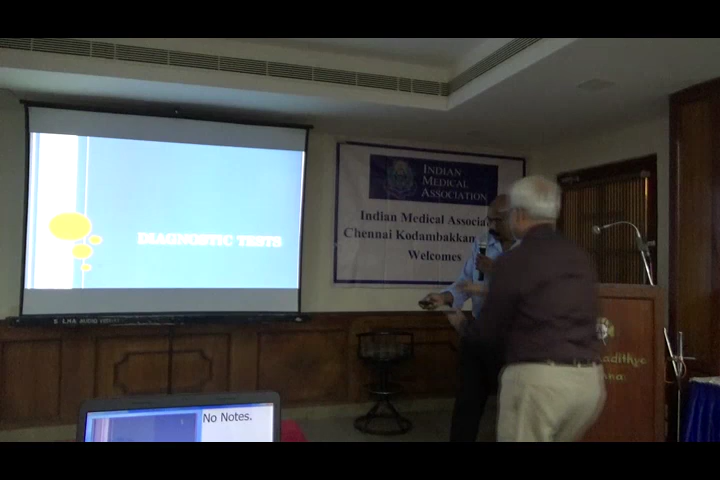 DIAGNOSTIC TESTS
INDIAN
MEDICAL
ASSOCIATION
Indian Medical Associa
Chennai Kodambakkam
Welcomes
No Notes.